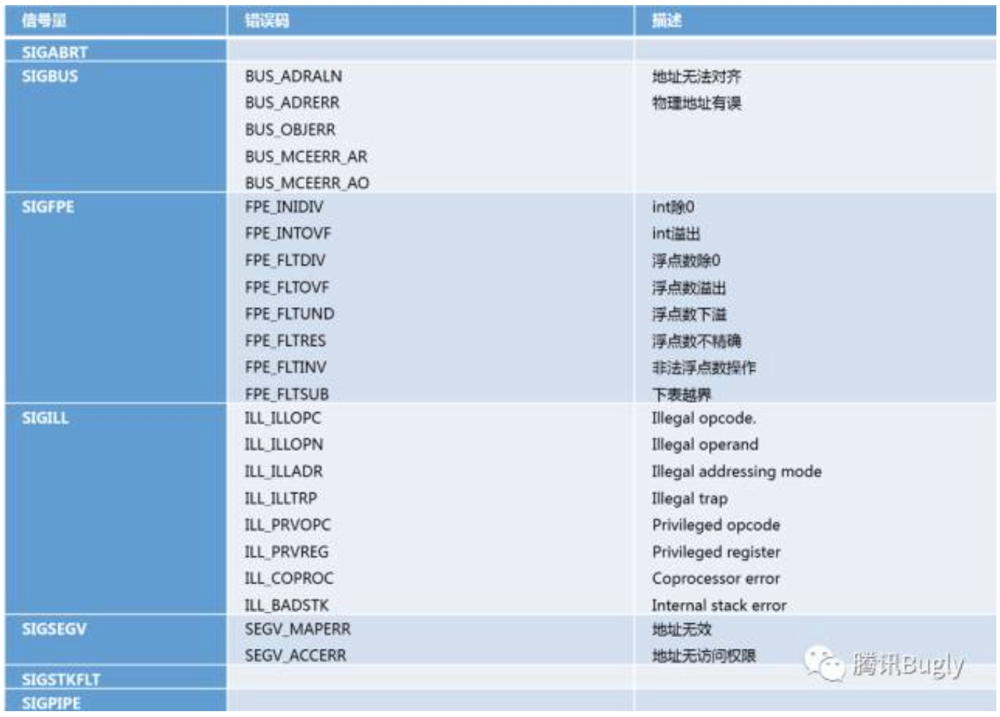 信号量 错误码 描述
SIGABRT
SIGBUS BUS_ADRALN 地址无法对齐
BUS_ADRERR 物理地址有误
BUS_OBJERR
BUS_MCEERR_AR
BUS_MCEERR_AO
SIGFPE FPE_INIDIV int除0
FPE_INTOVF int溢出
FPE_FLTDIV 浮点数除0
FPE_FLTOVF 浮点数溢出
FPE_FLTUND 浮点数下溢
FPE_FLTRES 浮点数不精确
FPE_FLTINV 非法浮点数操作
FPE_FLTSUB 下表越界
SIGILL ILL_ILLOPC Illegal opcode.
ILL_ILLOPN Illegal operand
ILL_ILLADR Illegal addressing mode
ILL_ILLTRP Illegal trap
ILL_PRVOPC Privileged opcode
ILL_PRVREG Privileged register
ILL_COPROC Coprocessor error
ILL_BADSTK Internal stack error
SIGSEGV SEGV_MAPERR 地址无效
SEGV_ACCERR 地址无访问权限
腾讯Bugly
SIGSTKFLT
SIGPIPE